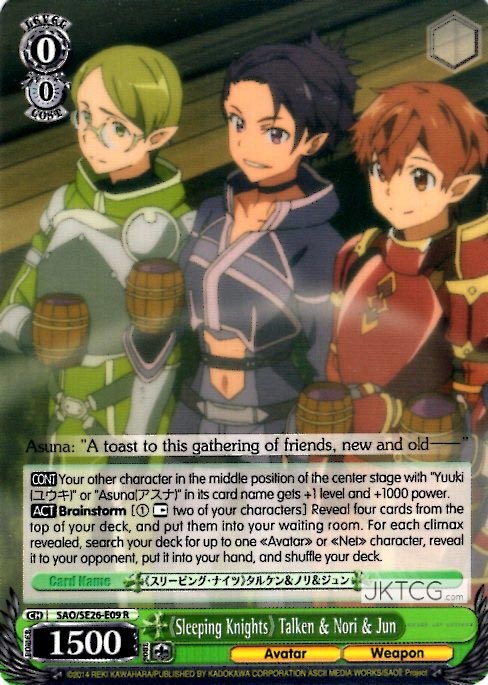 LEVEL
0
0
COST
Asuna: "A toast to this gathering of friends, new and old——"
CONT Your other character in the middle position of the center stage with "Yuuki
(ユウキ)" or "Asuna(アスナ)" in its card name gets +1 level and +1000 power.
ACT Brainstorm [① two of your characters] Reveal four cards from the
top of your deck, and put them into your waiting room. For each climax
revealed, search your deck for up to one «Avatar» or «Net» character, reveal
it to your opponent, put it into your hand, and shuffle your deck.
Card Name 《スリーピング・ナイツ》タルケン&ノリ&ジュン
JKTCG.com
CH SAO/SE26-E09 R
POWER 1500 SOUL
《Sleeping Knights》 Talken & Nori & Jun
Avatar Weapon
©2014 REKI KAWAHARA/PUBLISHED BY KADOKAWA CORPORATION ASCII MEDIA WORKS/SAOⅡ Project